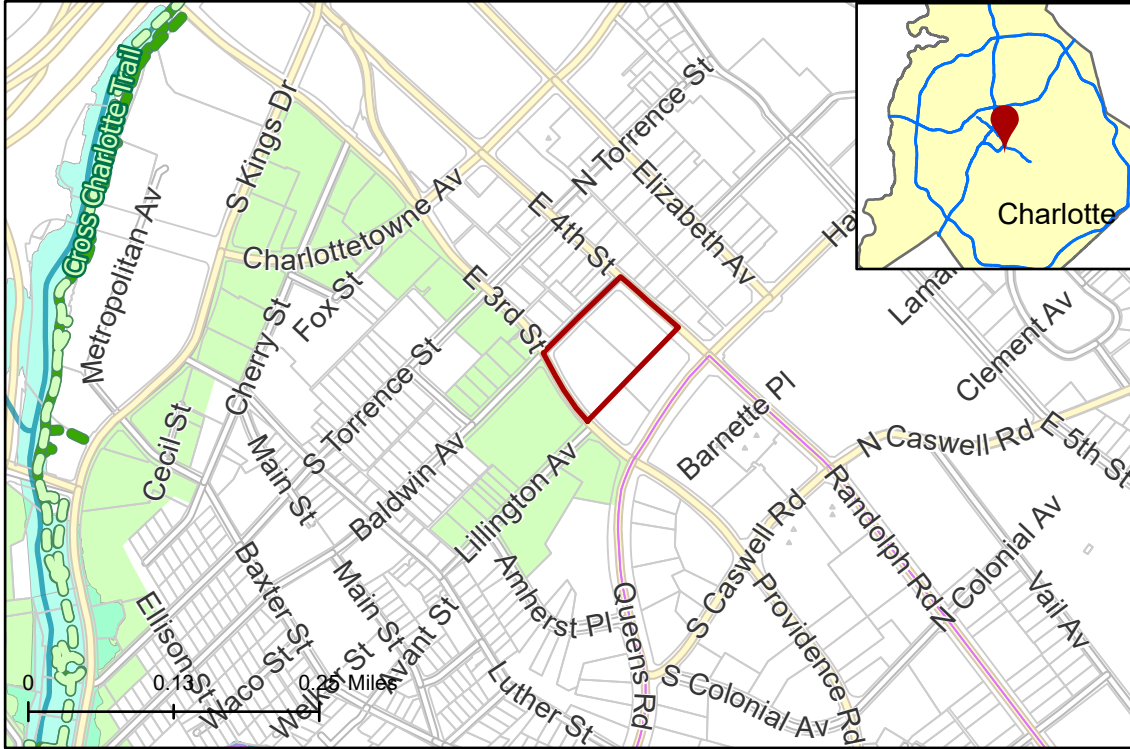 Cross Charlotte Trail
S Kings Dr
Metropolitan Av
Charlottetowne Av
N Torrence St
Elizabeth Av
E 4th St
E 3rd St
Fox St
Cherry St
S Torrence St
Cecil St
Main St
Baldwin Av
Lillington Av
Barnette Pl
Clement Av
N Caswell Rd
E 5th St
S Caswell Rd
Randolph Rd
N Colonial Av
Vail Av
Baxter St
Main St
Amherst Pl
Queens Rd
Providence Rd
Ellison St
Waco St
Avant St
Luther St
S Colonial Av
Charlotte
0
0.13
0.25 Miles